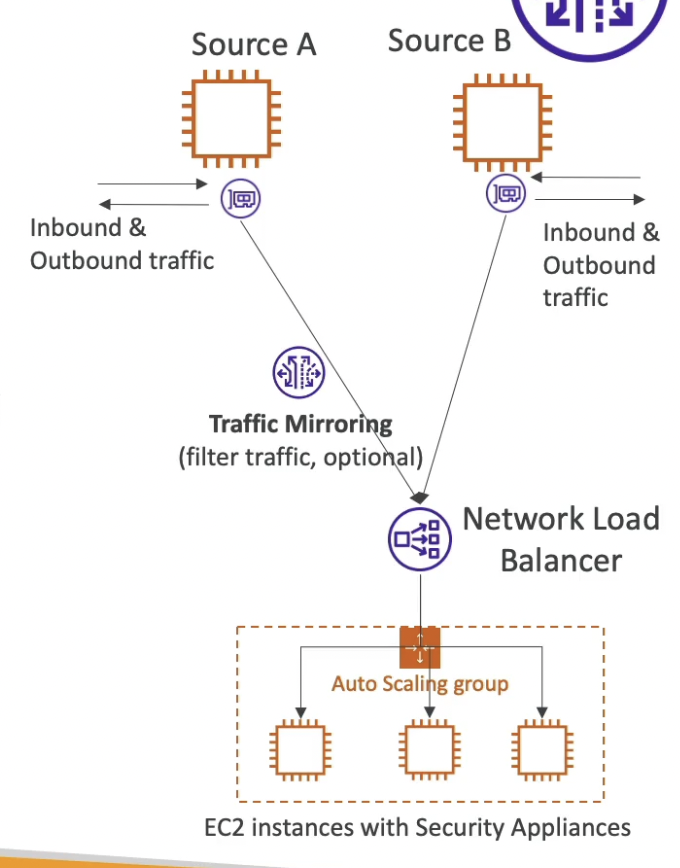 Source A
Source B
Inbound &
Outbound traffic
Inbound &
Outbound
traffic
Traffic Mirroring
(filter traffic, optional)
Network Load
Balancer
Auto Scaling group
EC2 instances with Security Appliances